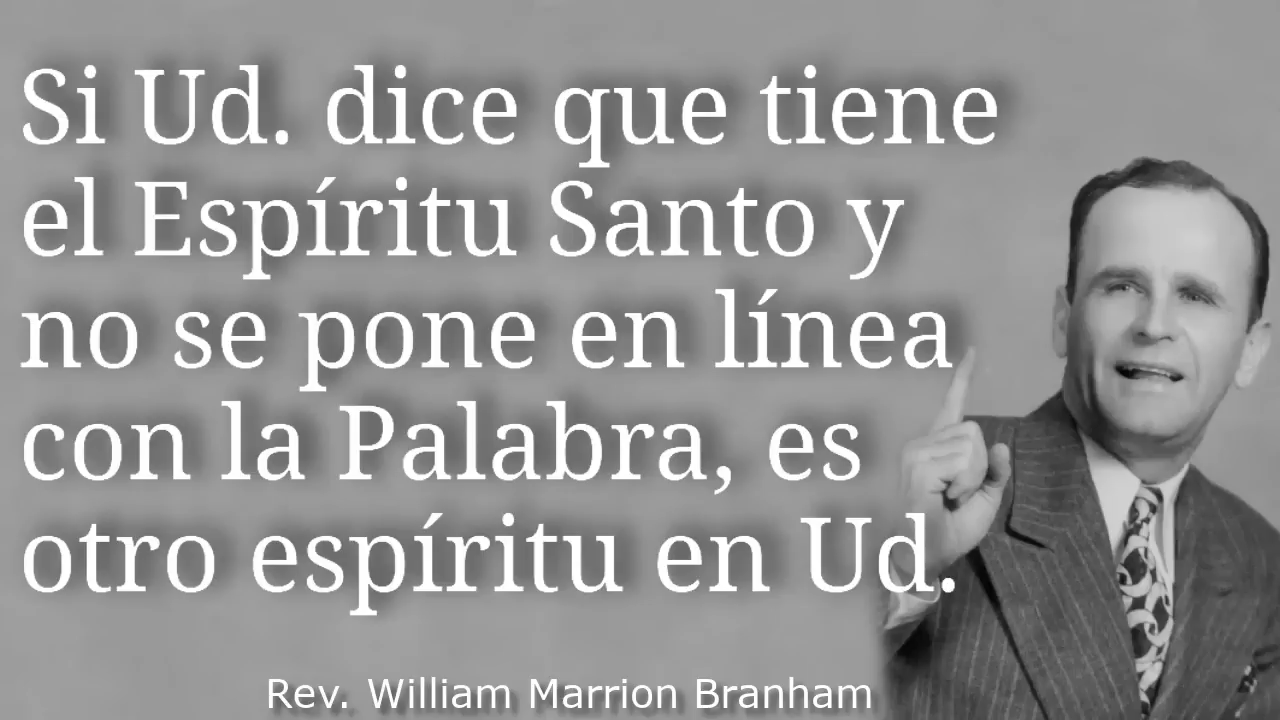 Si Ud. dice que tiene
el Espíritu Santo y
no se pone en línea
con la Palabra, es
otro espíritu en Ud.
Rev. William Marrion Branham